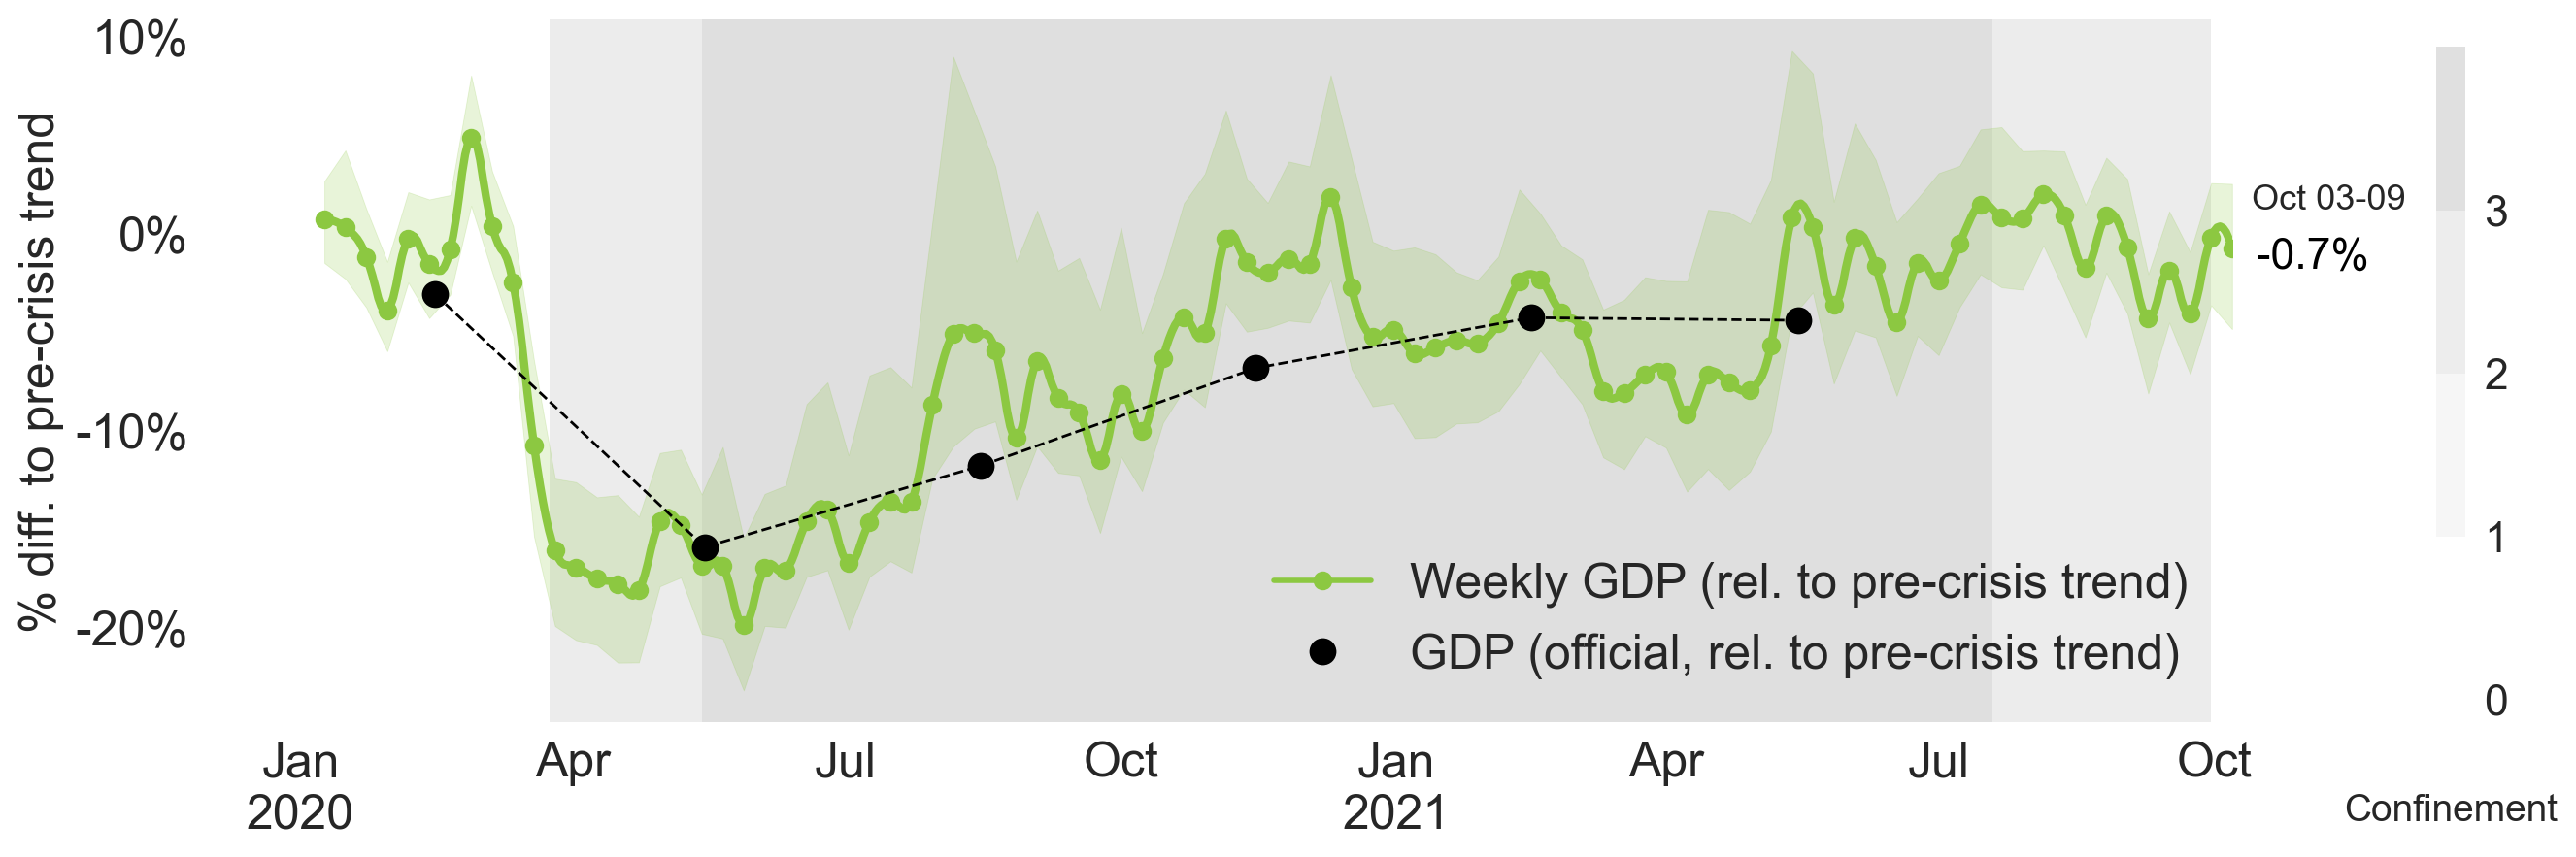 % diff. to pre-crisis trend
10%
0%
-10%
-20%
Oct 03-09
-0.7%
Weekly GDP (rel. to pre-crisis trend)
GDP (official, rel. to pre-crisis trend)
Jan Apr Jul Oct Jan Apr Jul Oct
2020 2021
3
2
1
0
Confinement